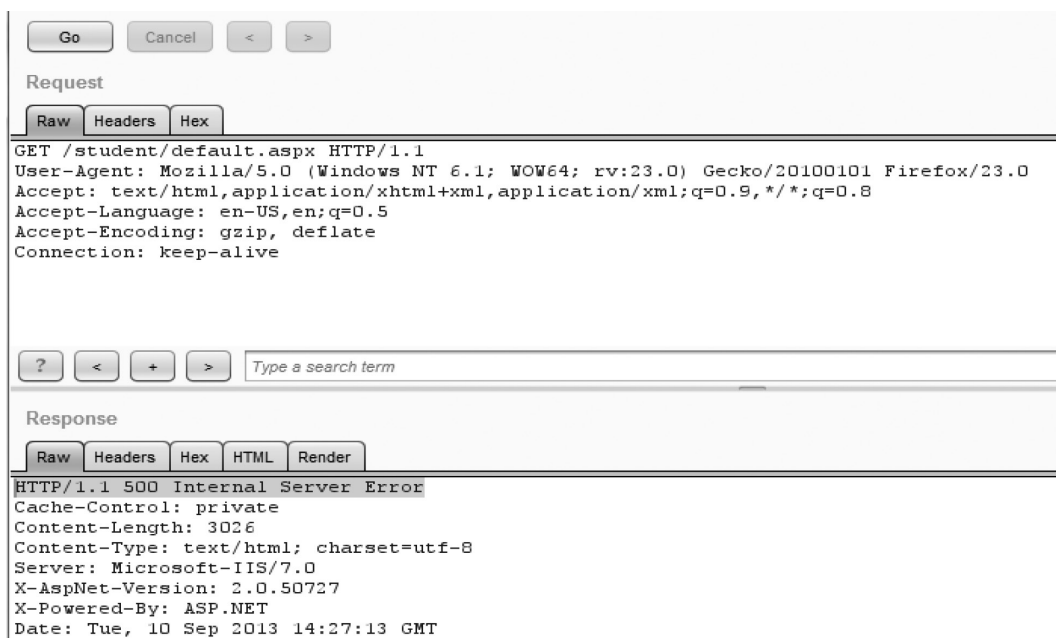 Go Cancel < >
Request
Raw Headers Hex
GET /student/default.aspx HTTP/1.1
User-Agent: Mozilla/5.0 (Windows NT 6.1; WOW64; rv:23.0) Gecko/20100101 Firefox/23.0
Accept: text/html,application/xhtml+xml,application/xml;q=0.9,*/*;q=0.8
Accept-Language: en-US,en;q=0.5
Accept-Encoding: gzip, deflate
Connection: keep-alive
? < + > Type a search term
Response
Raw Headers Hex HTML Render
HTTP/1.1 500 Internal Server Error
Cache-Control: private
Content-Length: 3026
Content-Type: text/html; charset=utf-8
Server: Microsoft-IIS/7.0
X-AspNet-Version: 2.0.50727
X-Powered-By: ASP.NET
Date: Tue, 10 Sep 2013 14:27:13 GMT